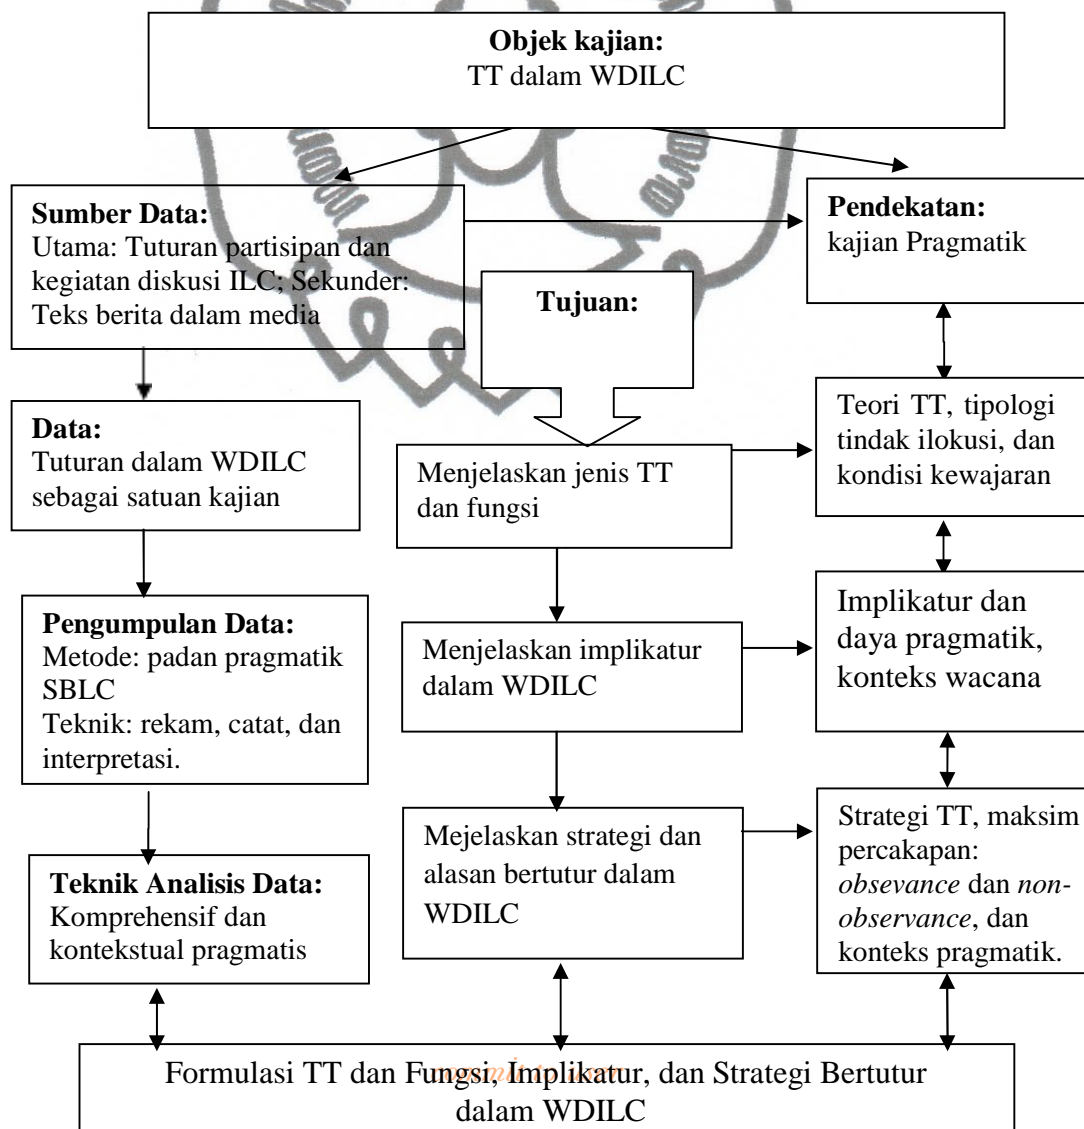 Objek kajian:
TT dalam WDILC
Sumber Data:
Utama: Tuturan partisipan dan
kegiatan diskusi ILC; Sekunder:
Teks berita dalam media
Pendekatan:
kajian Pragmatik
Tujuan:
Data:
Tuturan dalam WDILC
sebagai satuan kajian
Menjelaskan jenis TT
dan fungsi
Teori TT, tipologi
tindak ilokusi, dan
kondisi kewajaran
Pengumpulan Data:
Metode: padan pragmatik
SBLC
Teknik: rekam, catat, dan
interpretasi.
Menjelaskan implikatur
dalam WDILC
Implikatur dan
daya pragmatik,
konteks wacana
Teknik Analisis Data:
Komprehensif dan
kontekstual pragmatis
Mejelaskan strategi dan
alasan bertutur dalam
WDILC
Strategi TT, maksim
percakapan:
obsevance dan non-
observance, dan
konteks pragmatik.
Formulasi TT dan Fungsi, Implikatur, dan Strategi Bertutur
dalam WDILC
commit to user